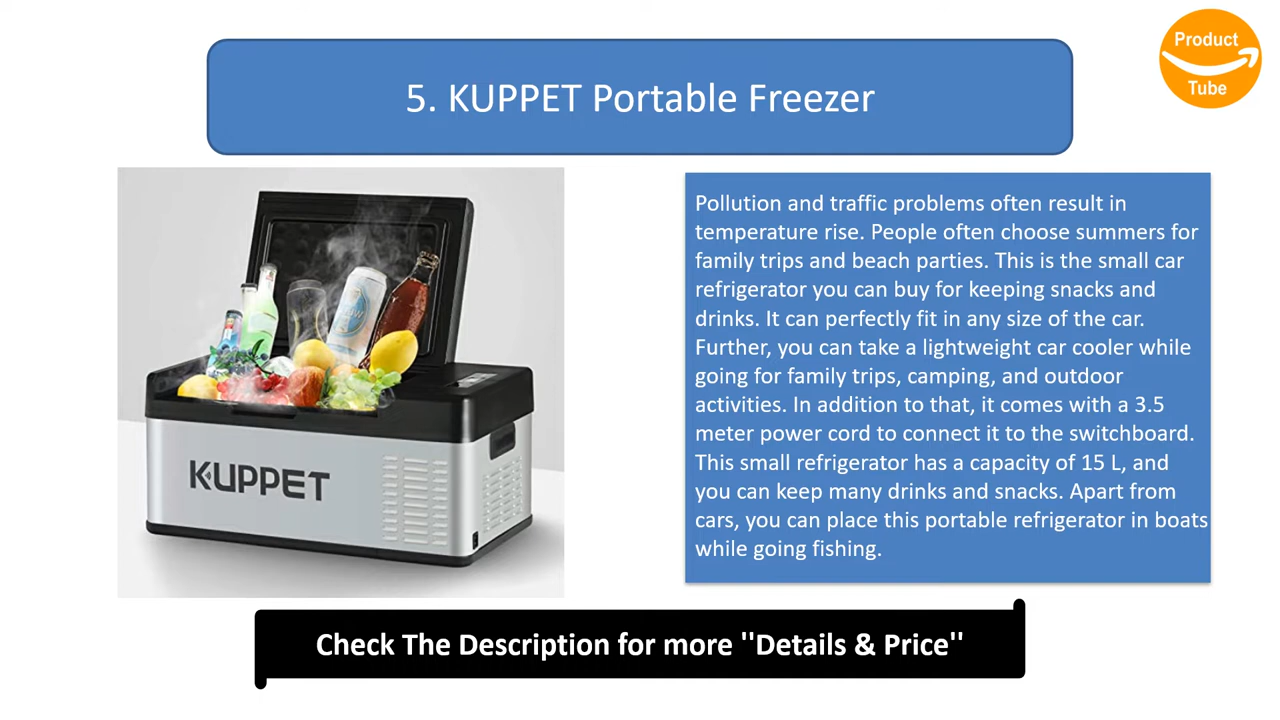 Product
Tube
5. KUPPET Portable Freezer
Pollution and traffic problems often result in
temperature rise. People often choose summers for
family trips and beach parties. This is the small car
refrigerator you can buy for keeping snacks and
drinks. It can perfectly fit in any size of the car.
Further, you can take a lightweight car cooler while
going for family trips, camping, and outdoor
activities. In addition to that, it comes with a 3.5
meter power cord to connect it to the switchboard.
This small refrigerator has a capacity of 15 L, and
you can keep many drinks and snacks. Apart from
cars, you can place this portable refrigerator in boats
while going fishing.
KUPPET
Check The Description for more ''Details & Price''